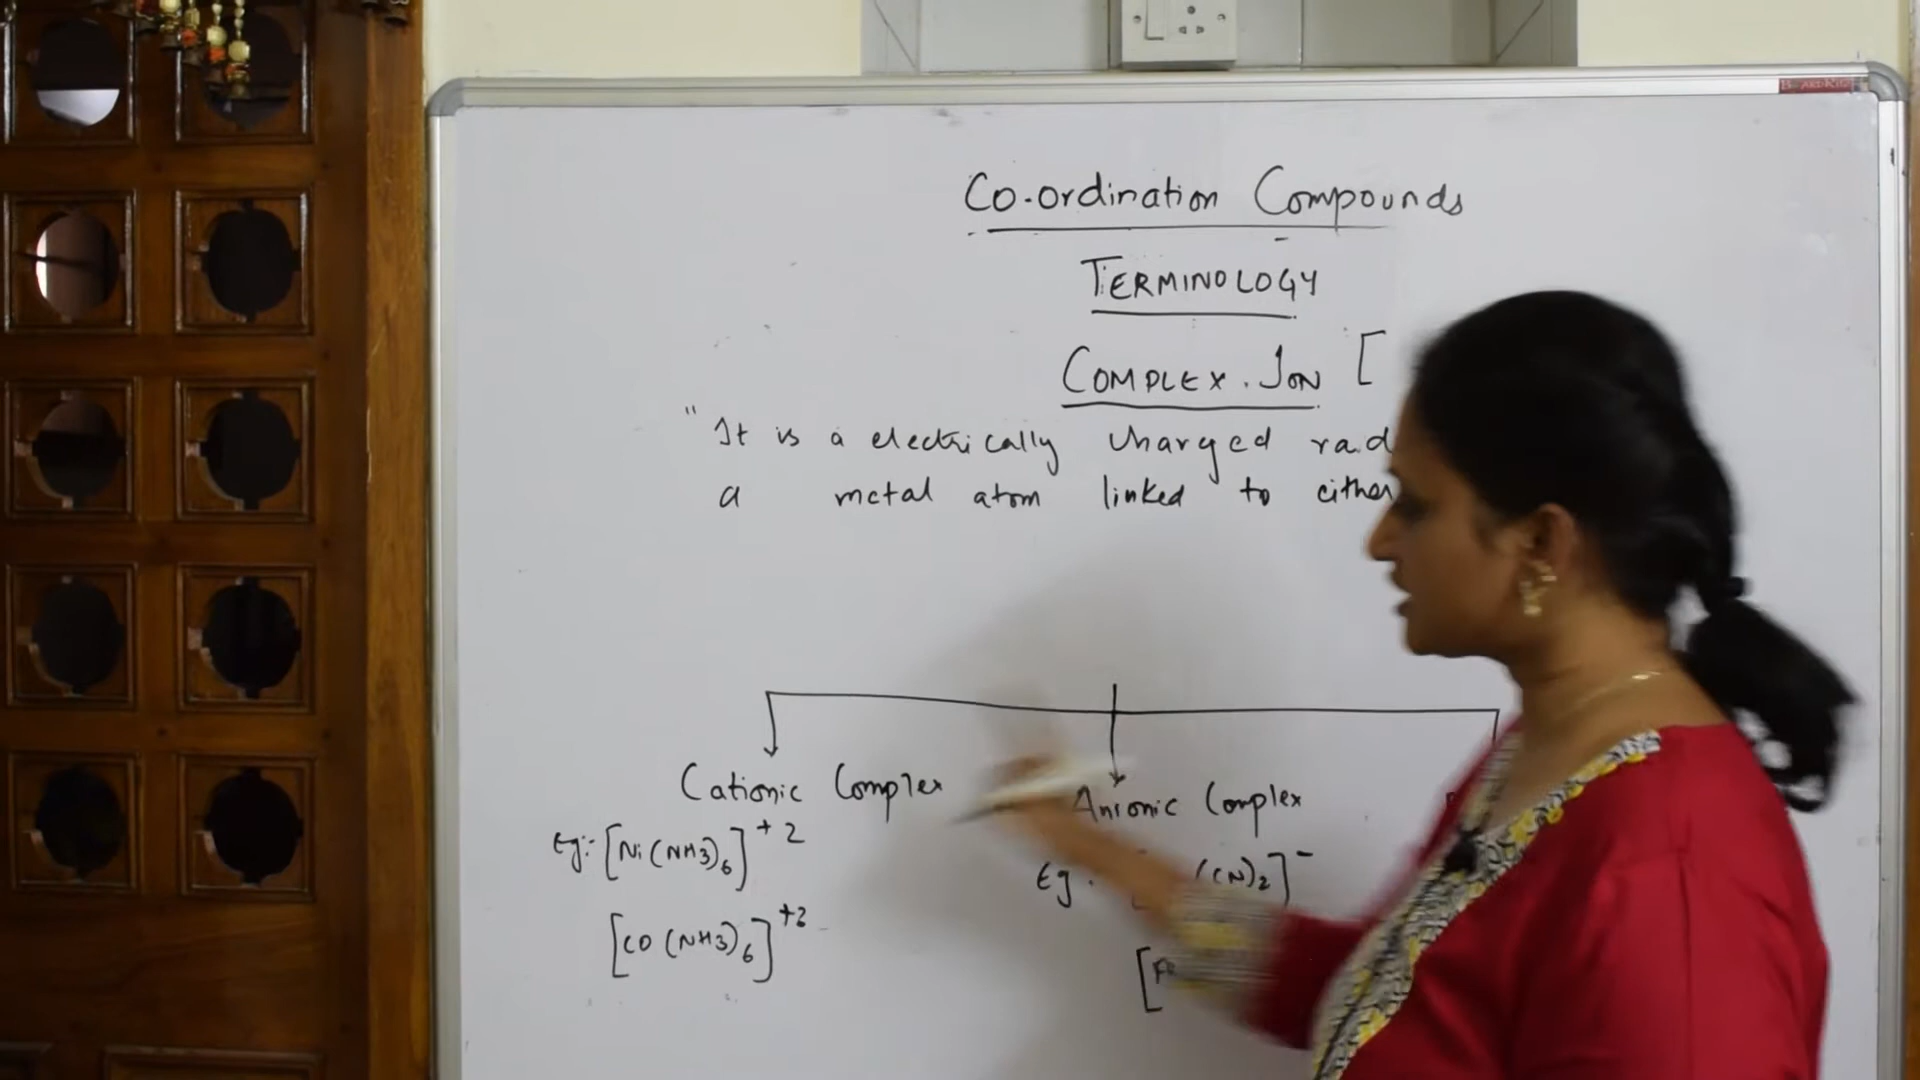 Co-ordination Compounds
TERMINOLOGY
COMPLEX. ION [
" It is a electrically charged rad
a metal atom linked to either
Cationic Complex
Anionic Complex
Eg:- [Ni(NH3)6]+2
Eg. (CN)2]-
[CO(NH3)6]
[Fe